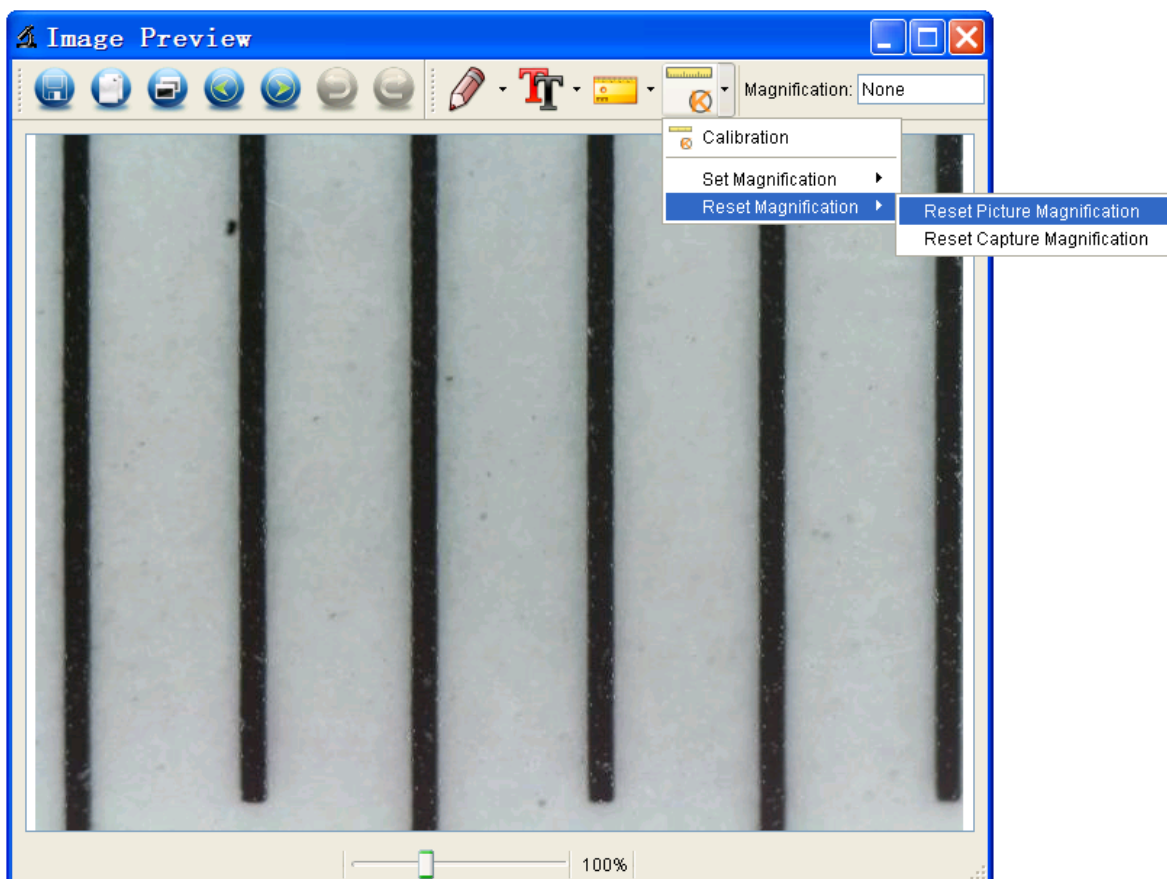 Image Preview
Magnification: None
Calibration
Set Magnification
Reset Magnification
Reset Picture Magnification
Reset Capture Magnification
100%